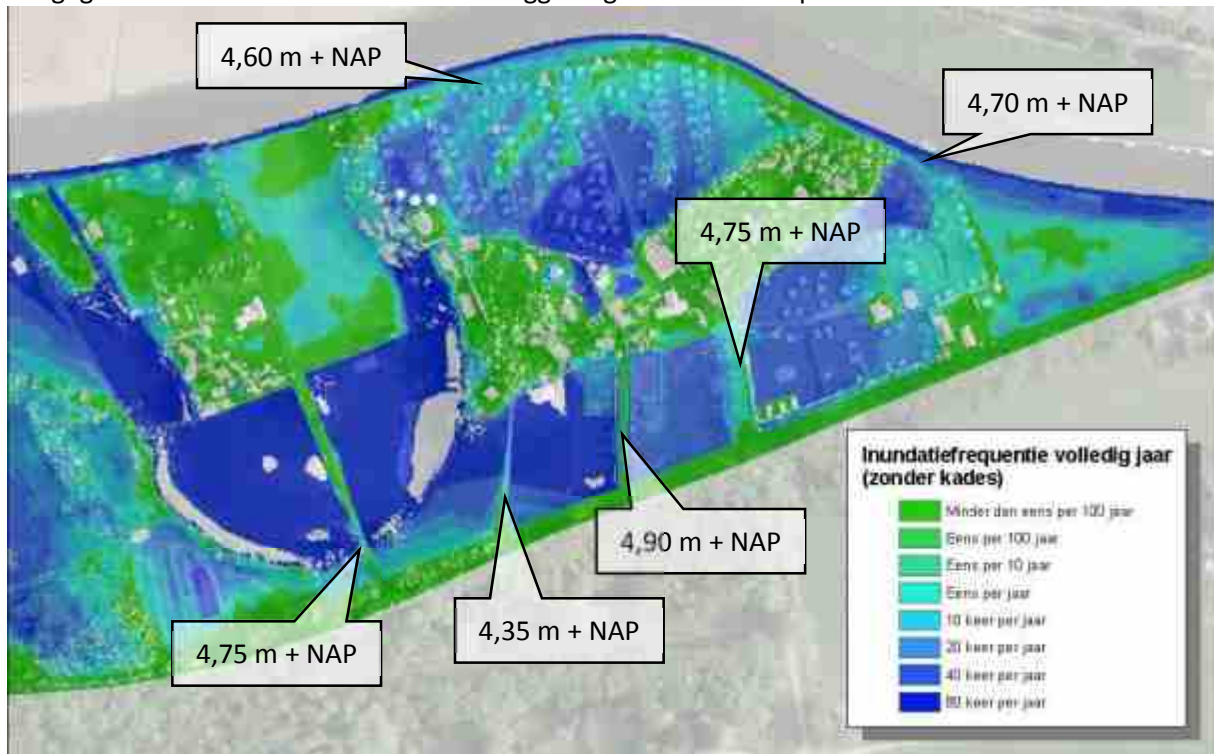 4,60 m + NAP
4,70 m + NAP
4,75 m + NAP
4,90 m + NAP
4,35 m + NAP
4,75 m + NAP
Inundatiefrequentie volledig jaar
(zonder kades)
Minder dan eens per 100 jaar
Eens per 100 jaar
Eens per 10 jaar
Eens per jaar
10 keer per jaar
20 keer per jaar
40 keer per jaar
80 keer per jaar